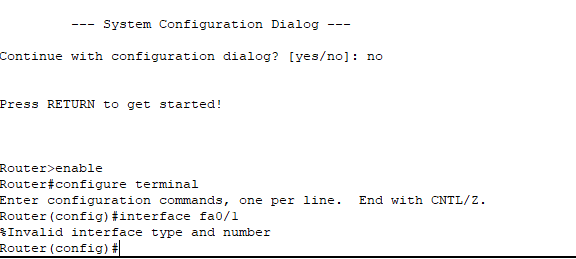 --- System Configuration Dialog ---
Continue with configuration dialog? [yes/no]: no
Press RETURN to get started!
Router>enable
Router#configure terminal
Enter configuration commands, one per line.  End with CNTL/Z.
Router(config)#interface fa0/1
%Invalid interface type and number
Router(config)#